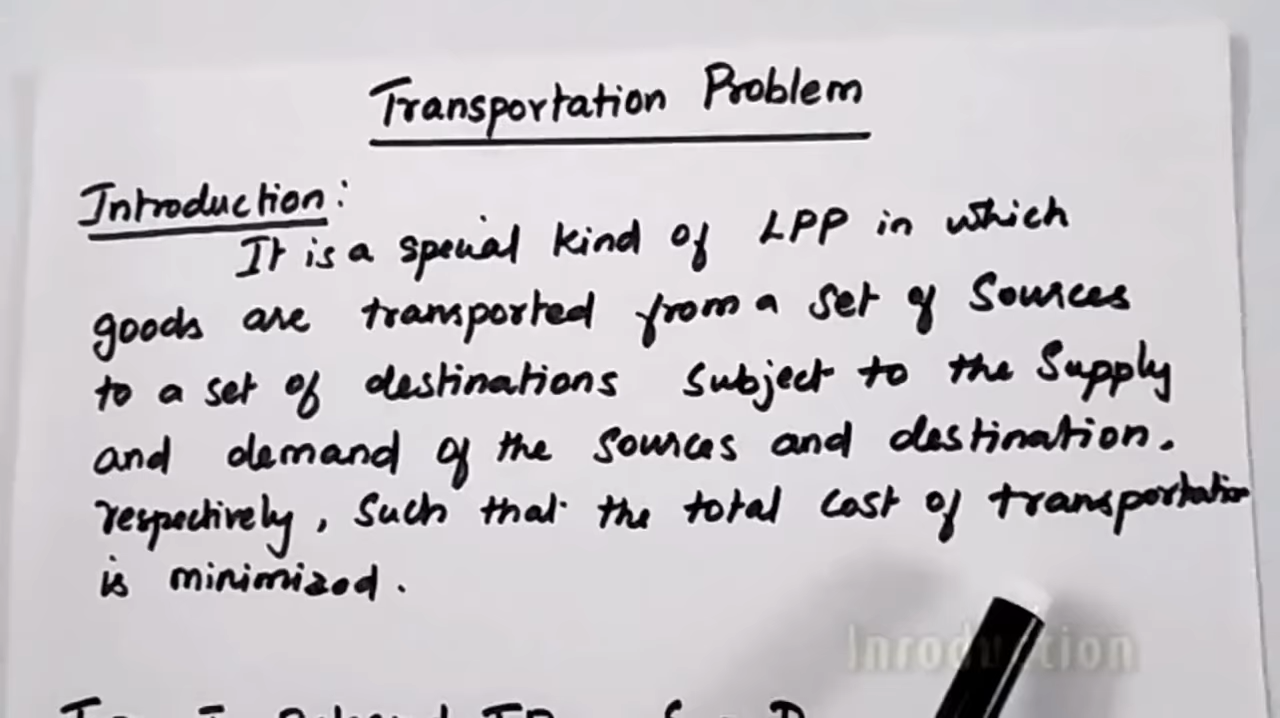 Transportation Problem
Introduction:
It is a special kind of LPP in which
goods are transported from a set of Sources
to a set of destinations Subject to the Supply
and demand of the Sources and destination.
respectively, Such that the total cost of transportation
is minimized.
Inroduction